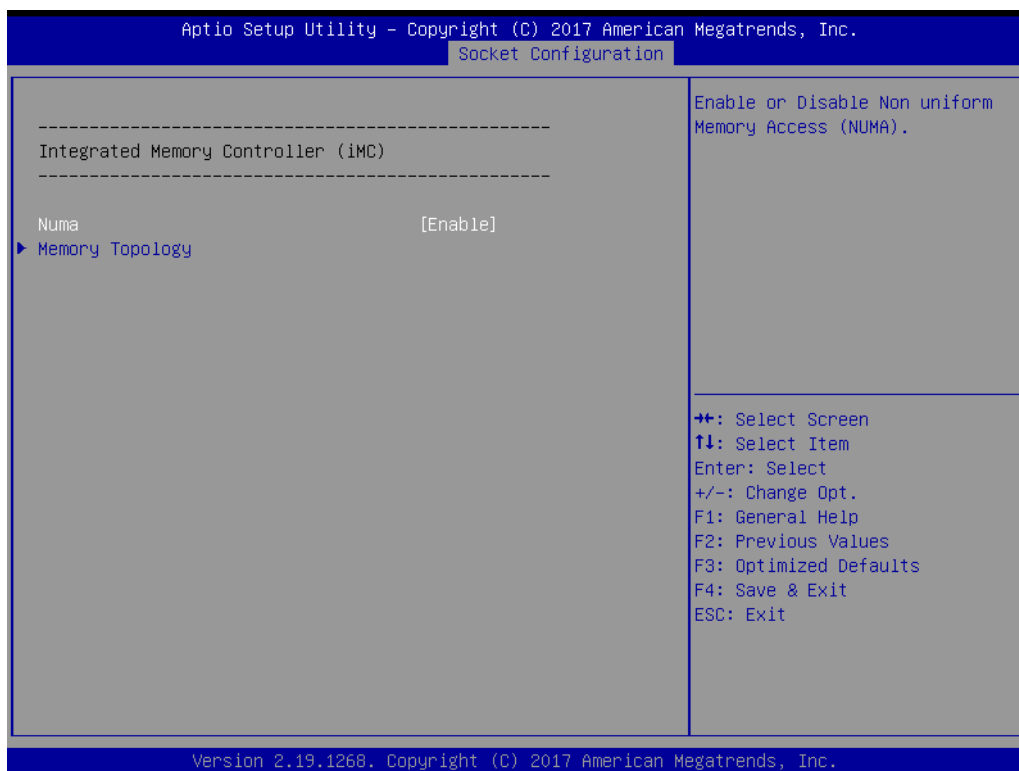 Aptio Setup Utility – Copyright (C) 2017 American Megatrends, Inc.
Socket Configuration
--------------------------------------------------
Integrated Memory Controller (iMC)
--------------------------------------------------
Numa [Enable]
Memory Topology
Enable or Disable Non uniform
Memory Access (NUMA).
→←: Select Screen
↑↓: Select Item
Enter: Select
+/-: Change Opt.
F1: General Help
F2: Previous Values
F3: Optimized Defaults
F4: Save & Exit
ESC: Exit
Version 2.19.1268. Copyright (C) 2017 American Megatrends, Inc.